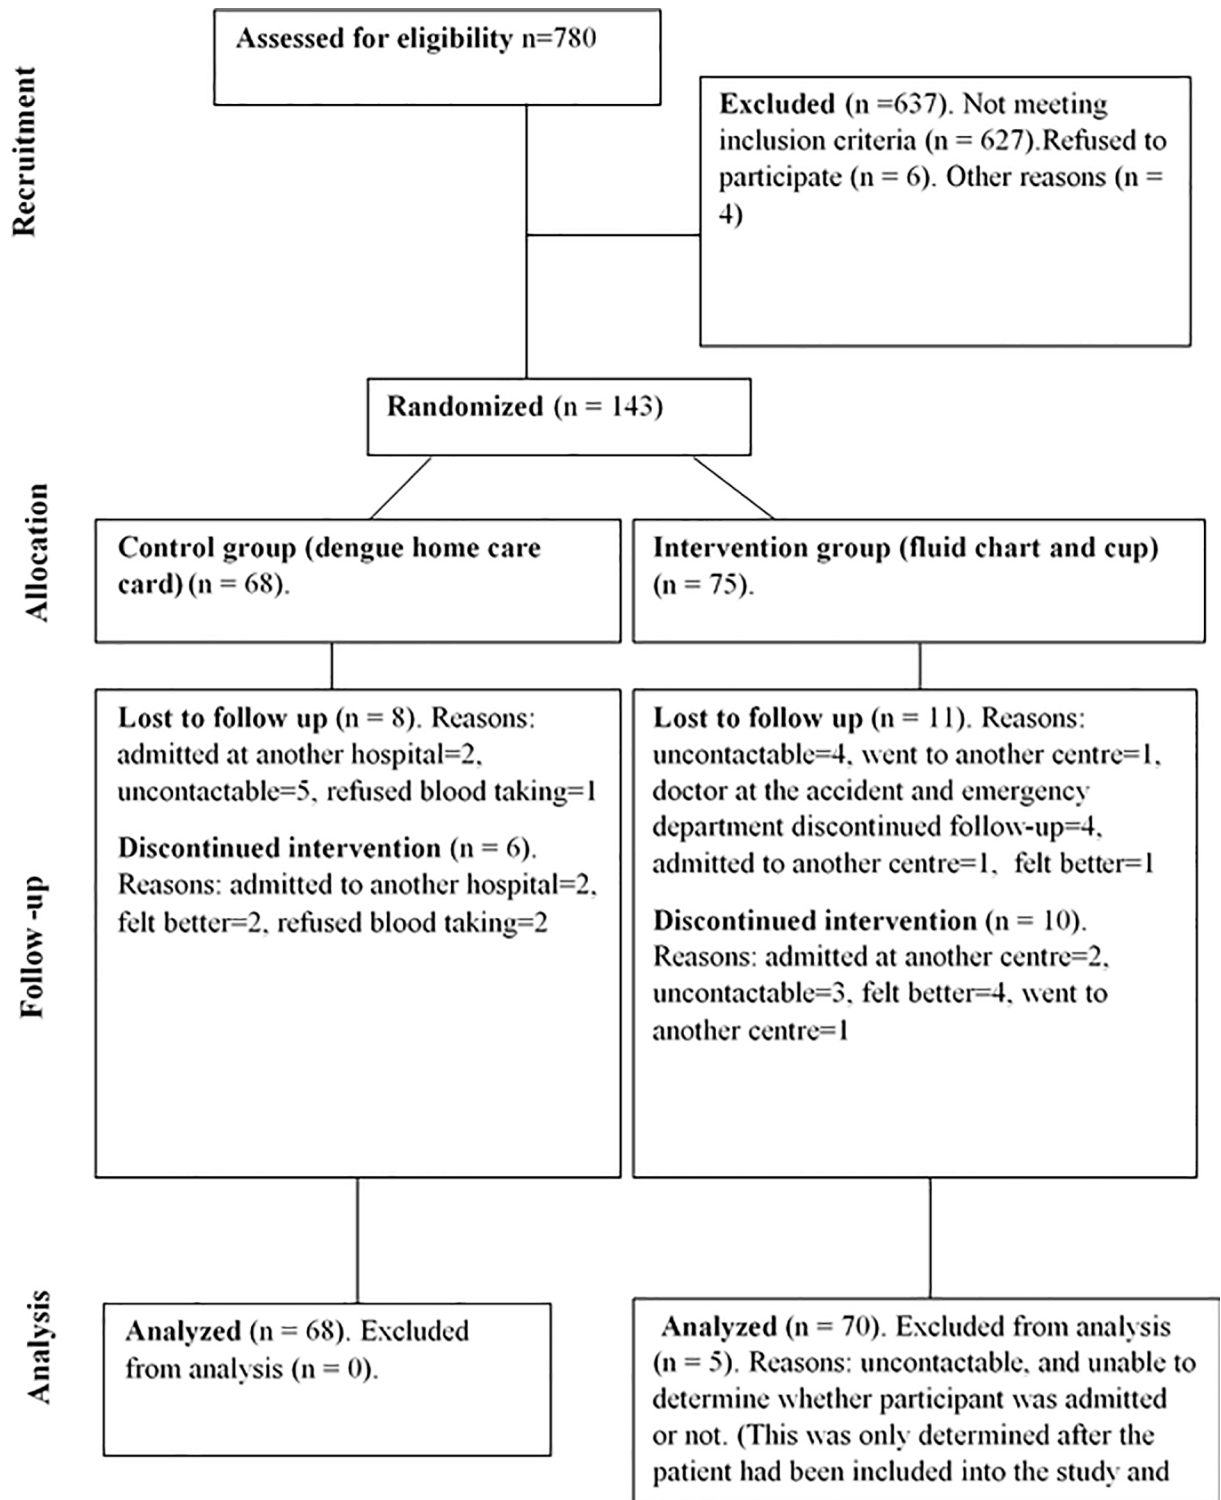 Recruitment
Assessed for eligibility n=780
Excluded (n =637). Not meeting
inclusion criteria (n = 627).Refused to
participate (n = 6). Other reasons (n =
4)
Randomized (n = 143)
Allocation
Control group (dengue home care
card) (n = 68).
Intervention group (fluid chart and cup)
(n = 75).
Follow -up
Lost to follow up (n = 8). Reasons:
admitted at another hospital=2,
uncontactable=5, refused blood taking=1
Discontinued intervention (n = 6).
Reasons: admitted to another hospital=2,
felt better=2, refused blood taking=2
Lost to follow up (n = 11). Reasons:
uncontactable=4, went to another centre=1,
doctor at the accident and emergency
department discontinued follow-up=4,
admitted to another centre=1, felt better=1
Discontinued intervention (n = 10).
Reasons: admitted at another centre=2,
uncontactable=3, felt better=4, went to
another centre=1
Analysis
Analyzed (n = 68). Excluded
from analysis (n = 0).
Analyzed (n = 70). Excluded from analysis
(n = 5). Reasons: uncontactable, and unable to
determine whether participant was admitted
or not. (This was only determined after the
patient had been included into the study and